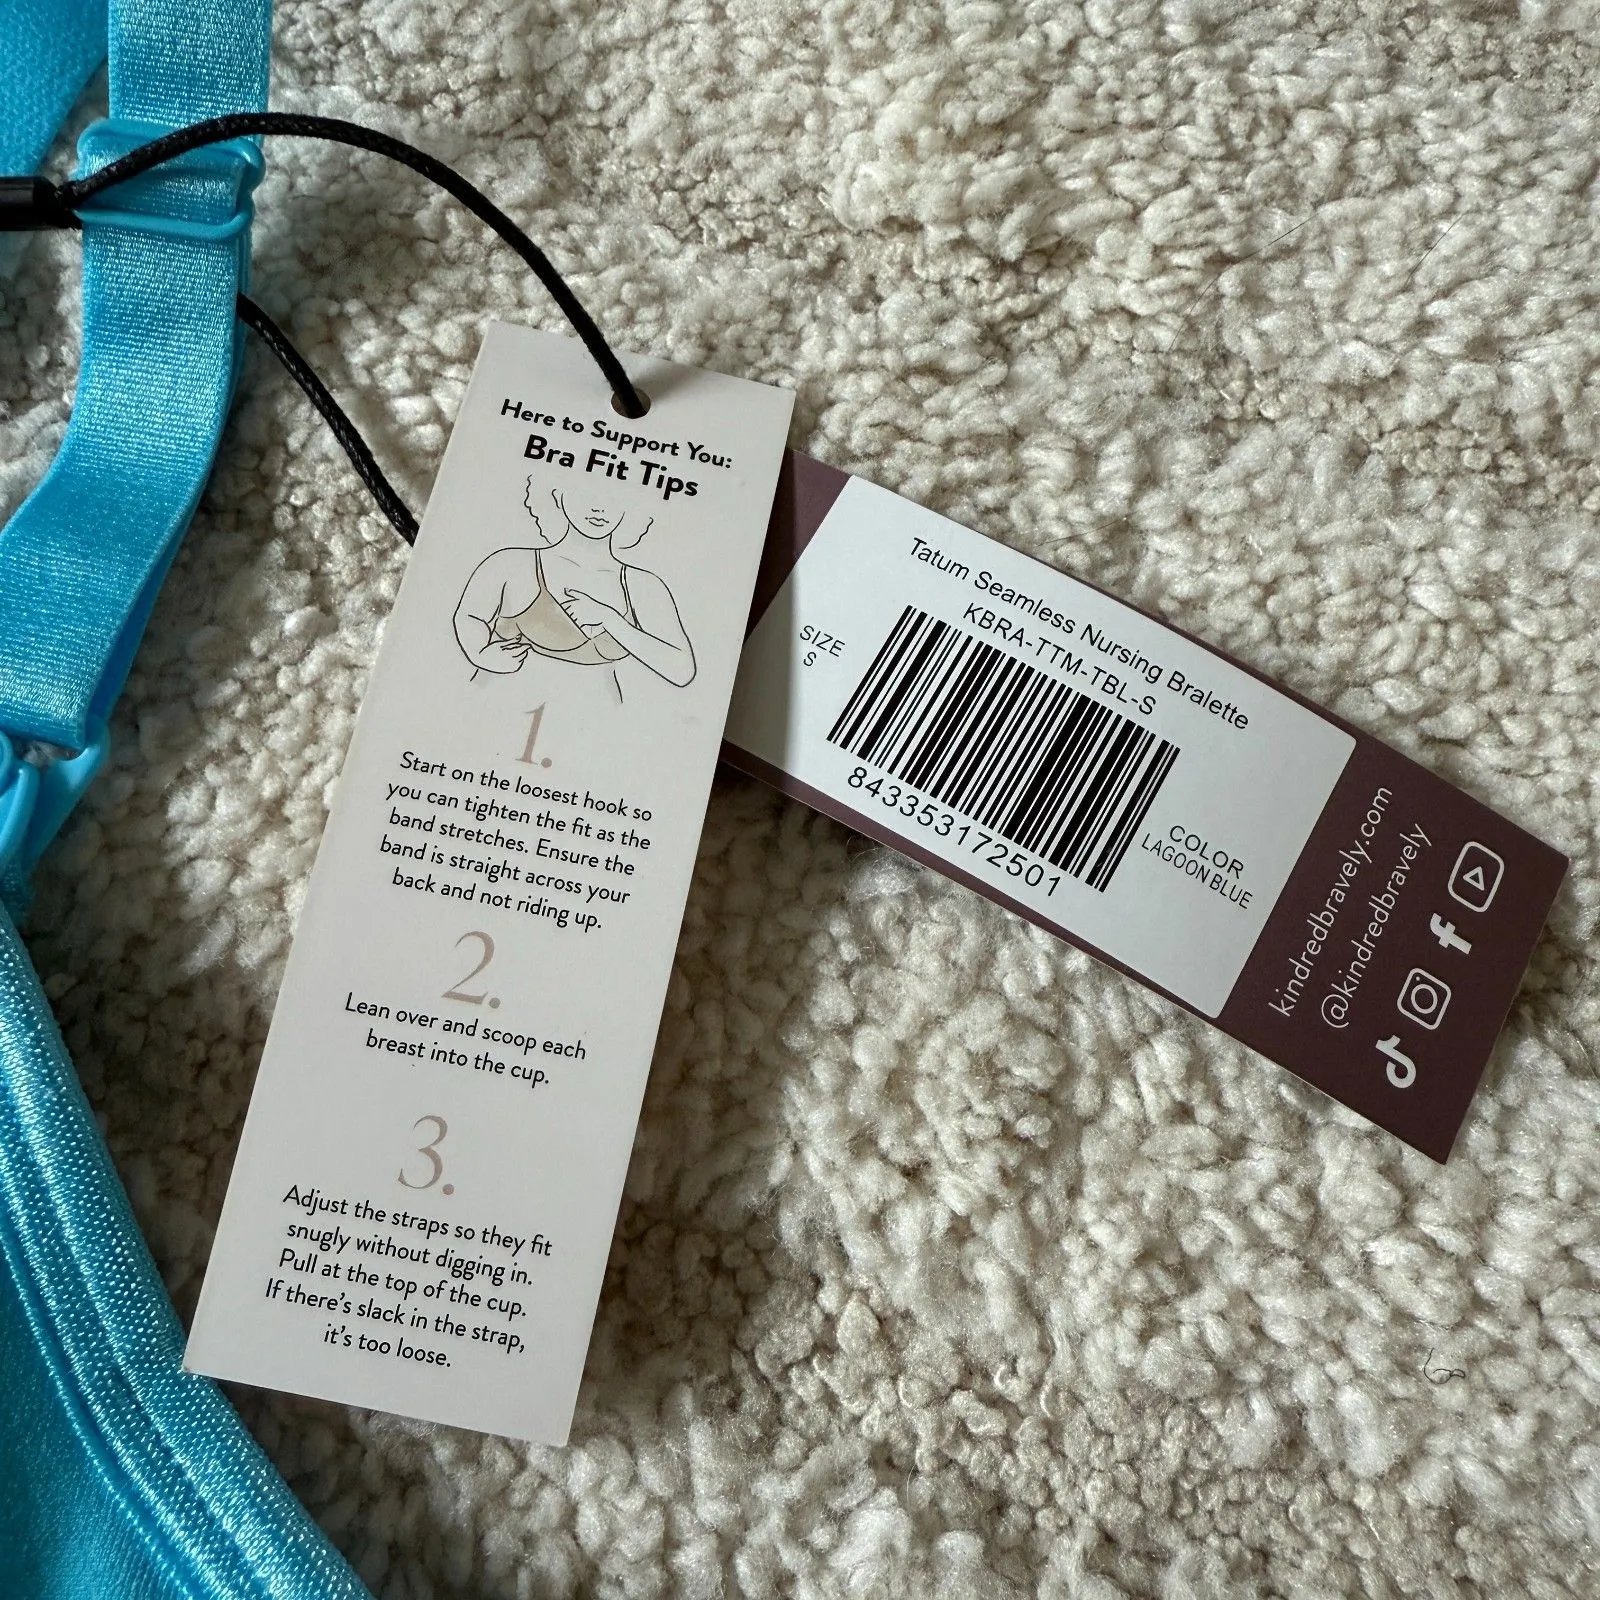 Here to Support You:
Bra Fit Tips
1.
Start on the loosest hook so
you can tighten the fit as the
band stretches. Ensure the
band is straight across your
back and not riding up.
2.
Lean over and scoop each
breast into the cup.
3.
Adjust the straps so they fit
snugly without digging in.
Pull at the top of the cup.
If there's slack in the strap,
it's too loose.
Tatum Seamless Nursing Bralette
KBRA-TTM-TBL-S
SIZE
S
843353172501
COLOR
LAGOON BLUE
kindredbravely.com
@kindredbravely